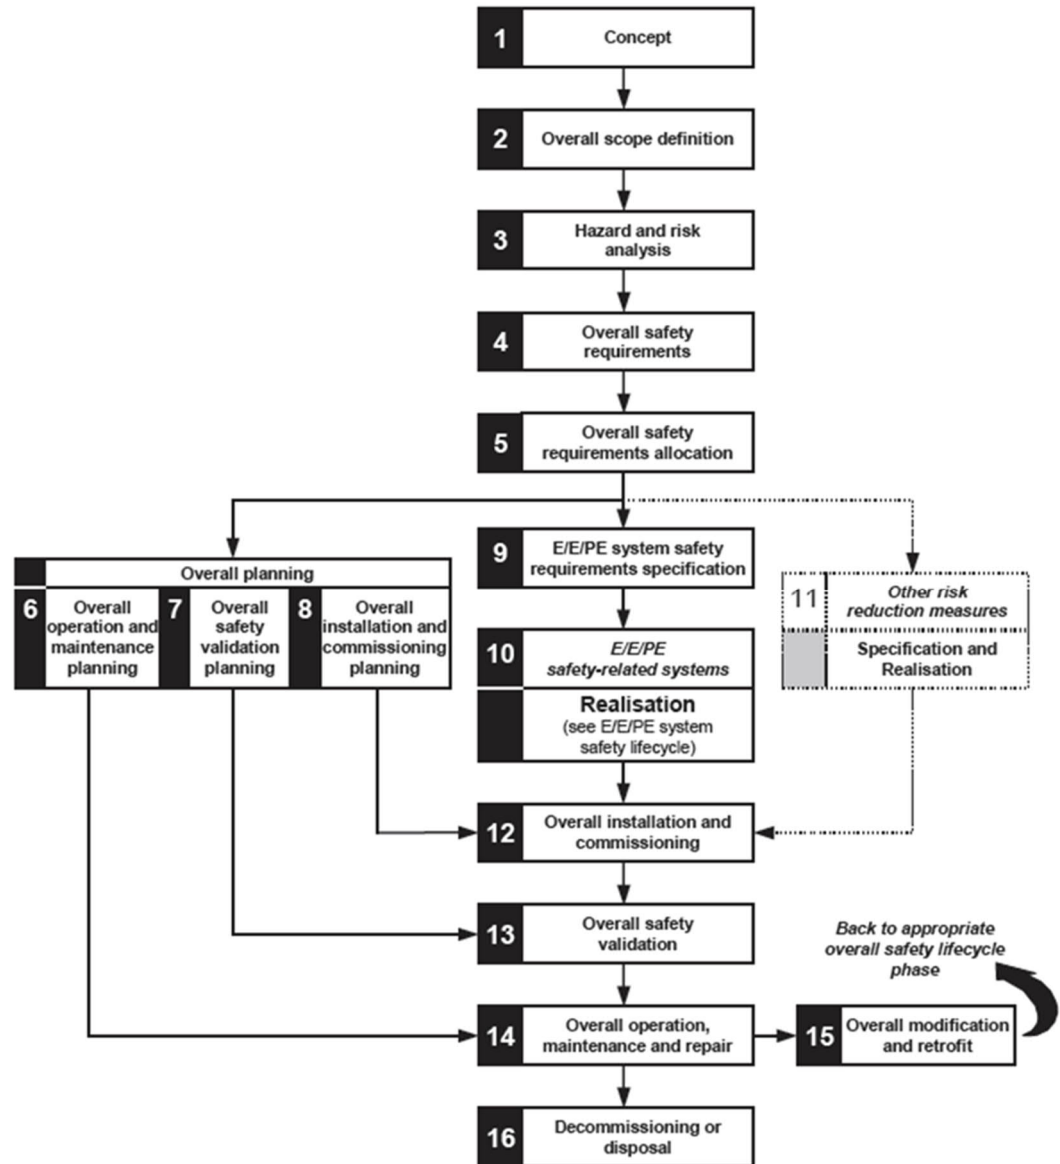 1
Concept
2
Overall scope definition
3
Hazard and risk
analysis
4
Overall safety
requirements
5
Overall safety
requirements allocation
Overall planning
6
Overall
operation and
maintenance
planning
7
Overall
safety
validation
planning
8
Overall
installation and
commissioning
planning
9
E/E/PE system safety
requirements specification
10
E/E/PE
safety-related systems
Realisation
(see E/E/PE system
safety lifecycle)
11
Other risk
reduction measures
Specification and
Realisation
12
Overall installation and
commissioning
13
Overall safety
validation
Back to appropriate
overall safety lifecycle
phase
14
Overall operation,
maintenance and repair
15
Overall modification
and retrofit
16
Decommissioning or
disposal